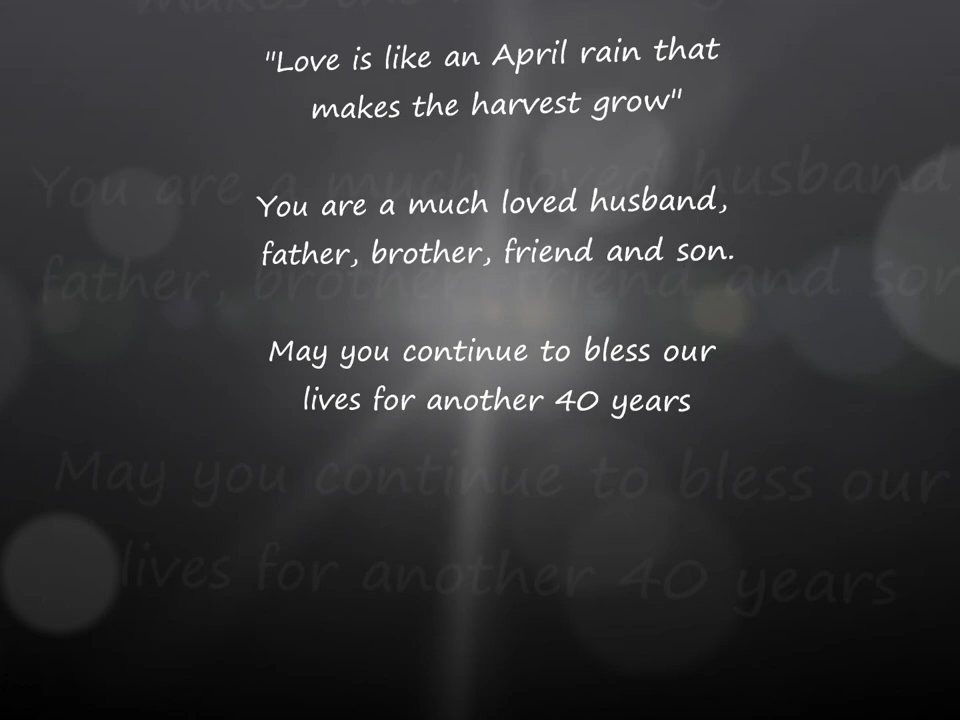 "Love is like an April rain that
makes the harvest grow"
You are a much loved husband,
father, brother, friend and son.
May you continue to bless our
lives for another 40 years